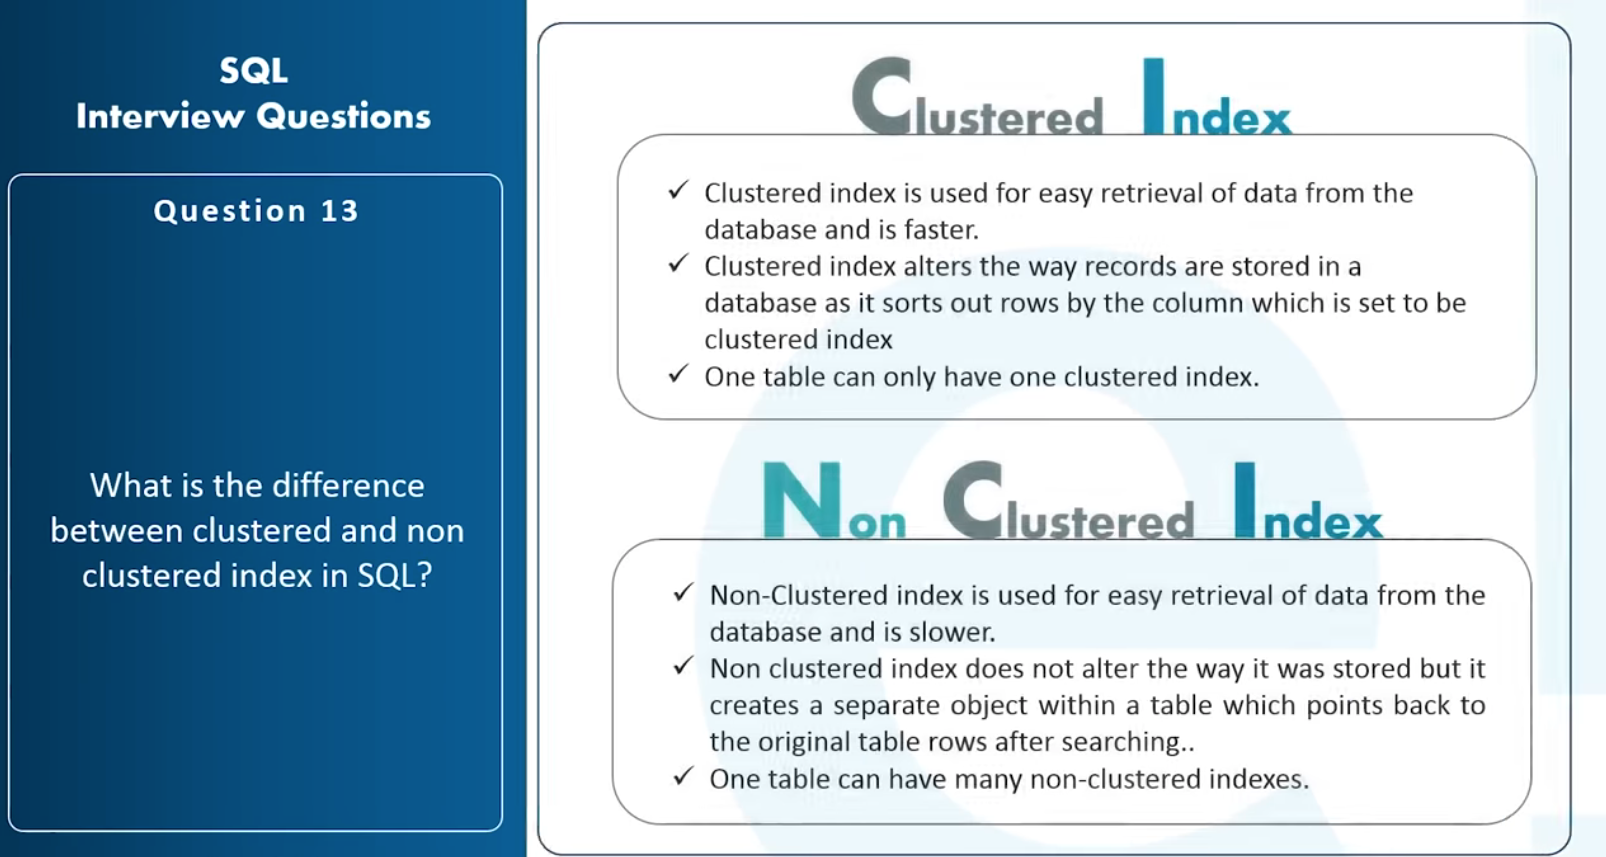 SQL
Interview Questions
Question 13
What is the difference
between clustered and non
clustered index in SQL?
Clustered Index
✓ Clustered index is used for easy retrieval of data from the
database and is faster.
✓ Clustered index alters the way records are stored in a
database as it sorts out rows by the column which is set to be
clustered index
✓ One table can only have one clustered index.
Non Clustered Index
✓ Non-Clustered index is used for easy retrieval of data from the
database and is slower.
✓ Non clustered index does not alter the way it was stored but it
creates a separate object within a table which points back to
the original table rows after searching..
✓ One table can have many non-clustered indexes.